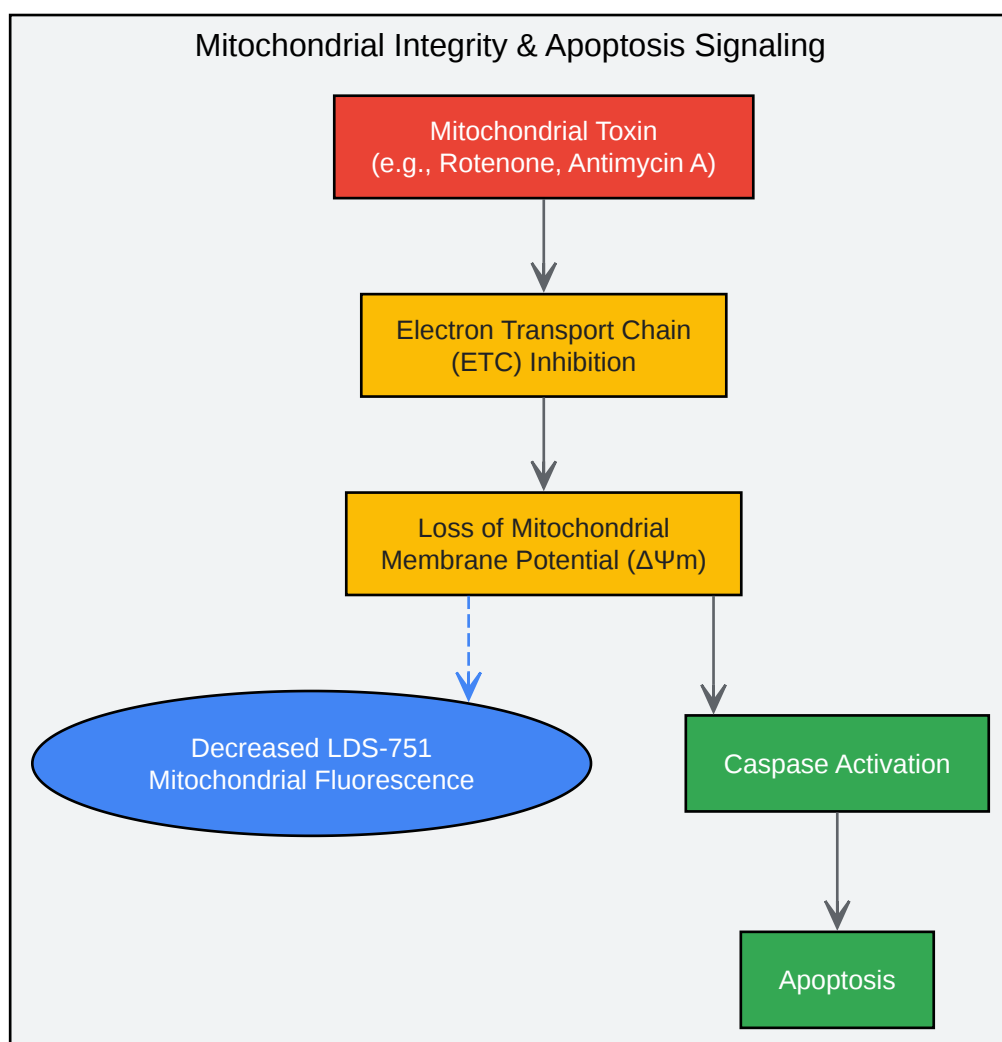 Mitochondrial Integrity & Apoptosis Signaling
Mitochondrial Toxin
(e.g., Rotenone, Antimycin A)
Electron Transport Chain
(ETC) Inhibition
Loss of Mitochondrial
Membrane Potential (ΔΨm)
Decreased LDS-751
Mitochondrial Fluorescence
Caspase Activation
Apoptosis